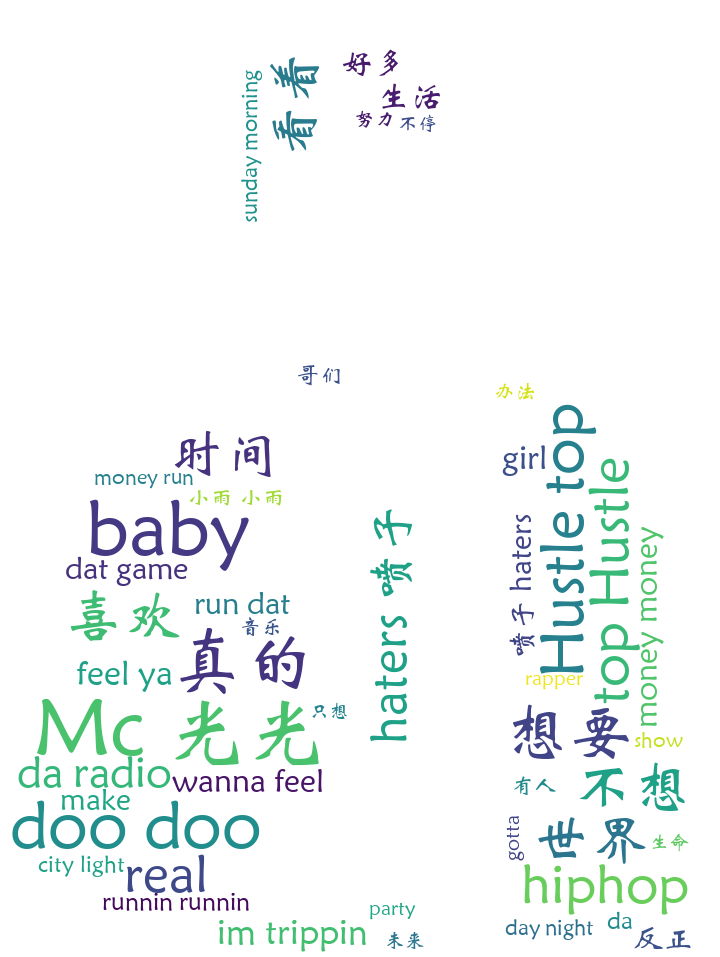 好多
看着
sunday morning
生活
努力
不停
哥们
办法
时间
girl
Hustle top
money run
小雨 小雨
top Hustle
baby
haters 喷子
喷子 haters
money money
dat game
喜欢
run dat
音乐
真的
feel ya
rapper
Mc 光光
只想
想要
show
da radio
wanna feel
有人
不想
make
doo doo
gotta
世界
生命
city light
real
hiphop
runnin runnin
party
da
day night
im trippin
未来
反正